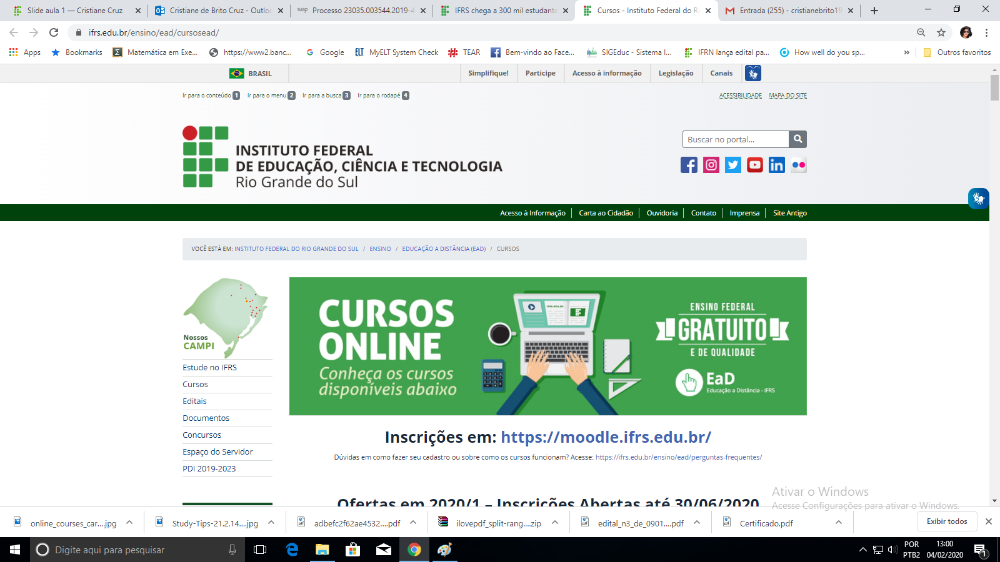 Slide aula 1 — Cristiane Cruz
Cristiane de Brito Cruz - Outloo
suap Processo 23035.003544.2019-4
IFRS chega a 300 mil estudante
Cursos - Instituto Federal do Ri
Entrada (255) - cristianebrito19
ifrs.edu.br/ensino/ead/cursosead/
Apps
Bookmarks
Matemática em Exe...
https://www2.banc...
Google
MyELT System Check
TEAR
Bem-vindo ao Face...
SIGEduc - Sistema I...
IFRN lança edital pa...
How well do you sp...
»
Outros favoritos
BRASIL
Simplifique!
Participe
Acesso à informação
Legislação
Canais
Ir para o conteúdo 1
Ir para o menu 2
Ir para a busca 3
Ir para o rodapé 4
ACESSIBILIDADE
MAPA DO SITE
INSTITUTO FEDERAL
DE EDUCAÇÃO, CIÊNCIA E TECNOLOGIA
Rio Grande do Sul
Buscar no portal...
Acesso à Informação
Carta ao Cidadão
Ouvidoria
Contato
Imprensa
Site Antigo
VOCÊ ESTÁ EM: INSTITUTO FEDERAL DO RIO GRANDE DO SUL / ENSINO / EDUCAÇÃO A DISTÂNCIA (EAD) / CURSOS
Nossos
CAMPI
Estude no IFRS
Cursos
Editais
Documentos
Concursos
Espaço do Servidor
PDI 2019-2023
CURSOS
ONLINE
Conheça os cursos
disponíveis abaixo
IFRS.EDU.BR
ENSINO FEDERAL
GRATUITO
E DE QUALIDADE
EaD
Educação a Distância - IFRS
Inscrições em: https://moodle.ifrs.edu.br/
Dúvidas em como fazer seu cadastro ou sobre como os cursos funcionam? Acesse: https://ifrs.edu.br/ensino/ead/perguntas-frequentes/
Ofertas em 2020/1 – Inscrições Abertas até 30/06/2020
Ativar o Windows
Acesse Configurações para ativar o Windows.
online_courses_car....jpg
Study-Tips-21.2.14....jpg
adbefc2f62ae4532....pdf
ilovepdf_split-rang....zip
edital_n3_de_0901....pdf
Certificado.pdf
Exibir todos
Digite aqui para pesquisar
POR
PTB2
13:00
04/02/2020
1